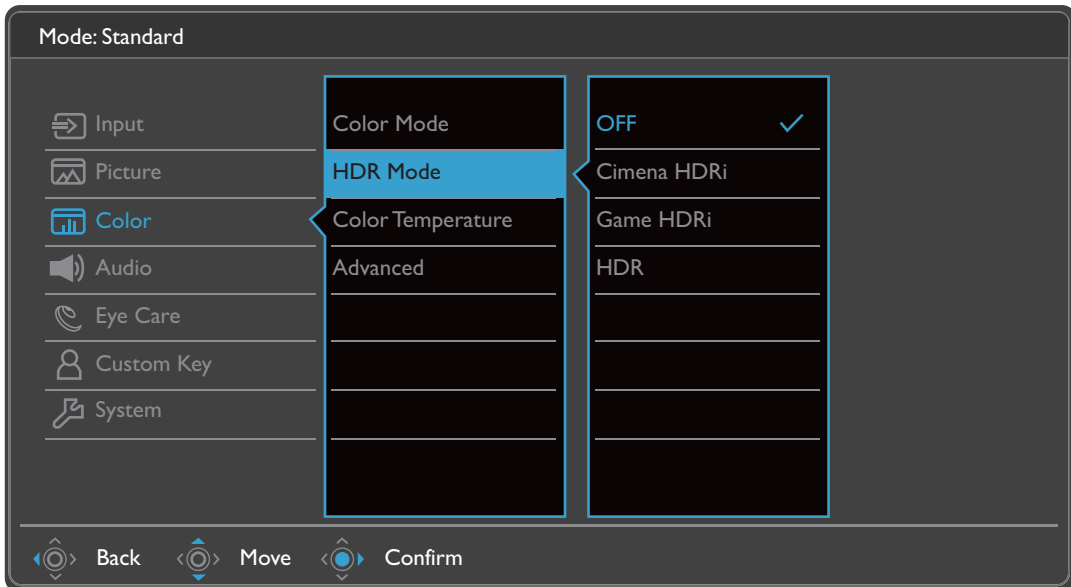 Mode: Standard
Input
Picture
Color
Audio
Eye Care
Custom Key
System
Color Mode
HDR Mode
Color Temperature
Advanced
OFF
Cimena HDRi
Game HDRi
HDR
Back
Move
Confirm